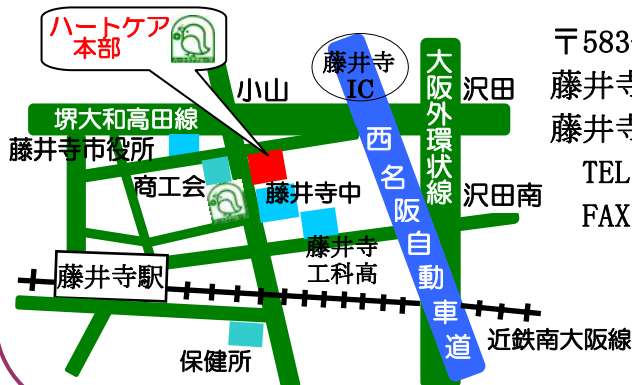 ハートケア
本部
藤井寺
IC
小山
大阪外環状線
沢田
〒583
藤井寺
藤井寺
TEL
FAX
堺大和高田線
藤井寺市役所
商工会
藤井寺中
西名阪自動車道
沢田南
藤井寺
工科高
藤井寺駅
近鉄南大阪線
保健所